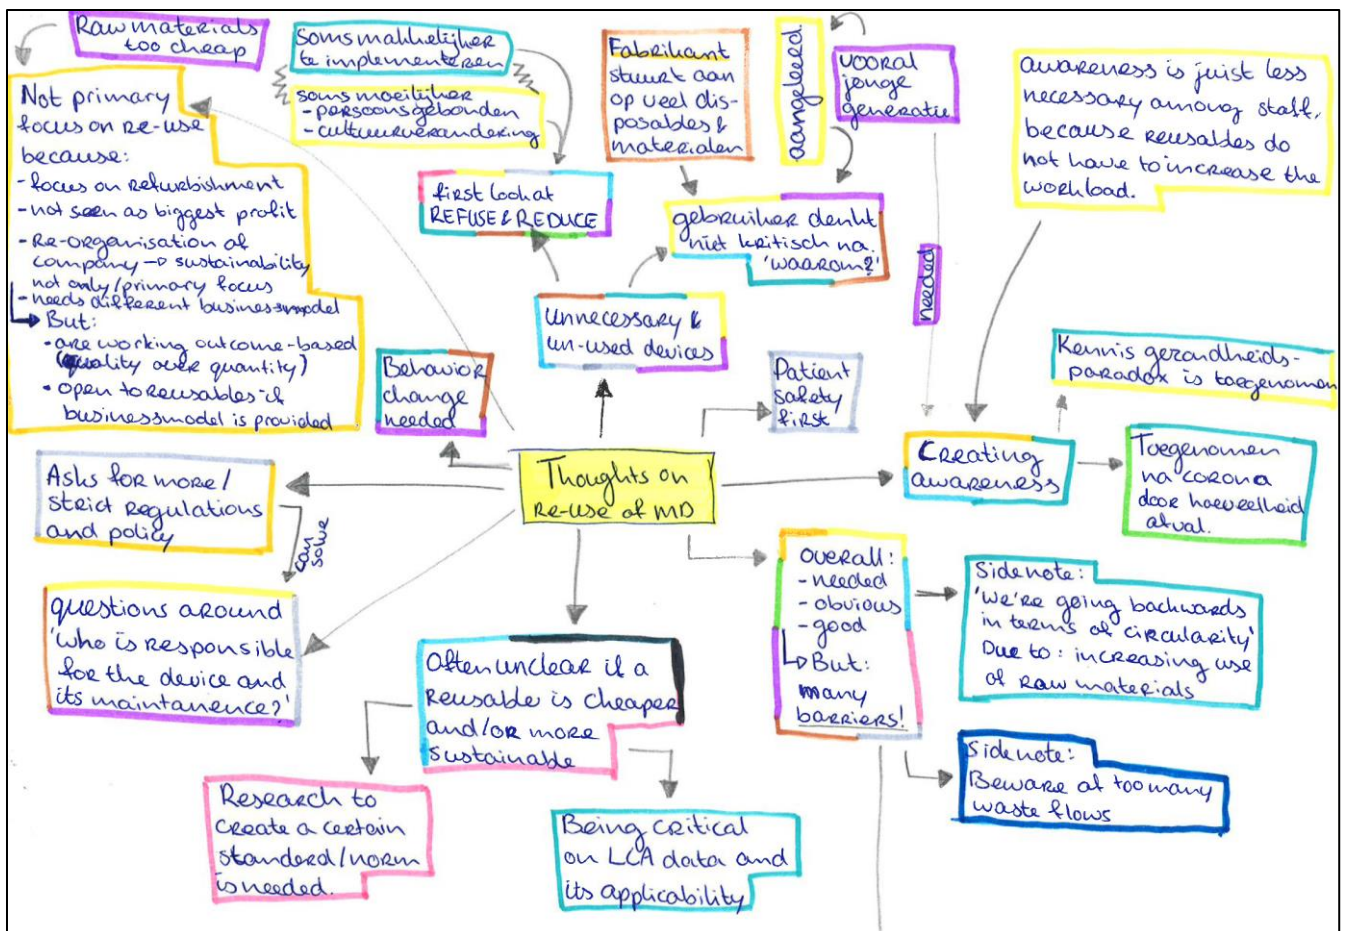 Raw materials
too cheap
soms makkelijker
te implementeren
soms moeilijker
- persoonsgebonden
- cultuurverandering
Fabrikant
stuurt aan
op veel dis-
posables &
materialen
aangeleerd
vooral
jonge
generatie
awareness is juist less
necessary among staff,
because reusables do
not have to increase the
workload.
Not primary
focus on re-use
because:
- focus on refurbishment
- not seen as biggest profit
- Re-organisation of
company → sustainability
not only/primary focus
- needs different businessmodel
But:
• are working outcome-based
(quality over quantity)
• open to reusables if
businessmodel is provided
first look at
REFUSE & REDUCE
gebruiker denkt
niet kritisch na.
'waarom?'
needed
unnecessary &
un-used devices
Behavior
change
needed
Patient
safety
first
Kennis gezondheids-
paradox is toegenomen
Creating
awareness
Toegenomen
na corona
door hoeveelheid
afval.
Thoughts on
Re-use of MD
Asks for more/
strict regulations
and policy
can
solve
questions around
'Who is responsible
for the device and
its maintanence?'
Often unclear if a
reusable is cheaper
and/or more
sustainable
overall:
- needed
- obvious
- good
But:
many
barriers!
Sidenote:
'We're going backwards
in terms of circularity'
Due to: increasing use
of raw materials
Sidenote:
Beware of too many
waste flows
Research to
create a certain
standerd/norm
is needed.
Being critical
on LCA data and
its applicability